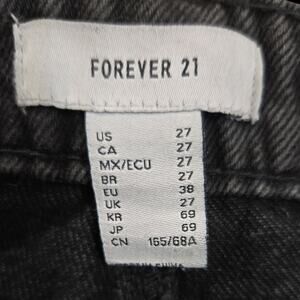 FOREVER 21
US 27
CA 27
MX/ECU 27
BR 27
EU 38
UK 27
KR 69
JP 69
CN 165/68A